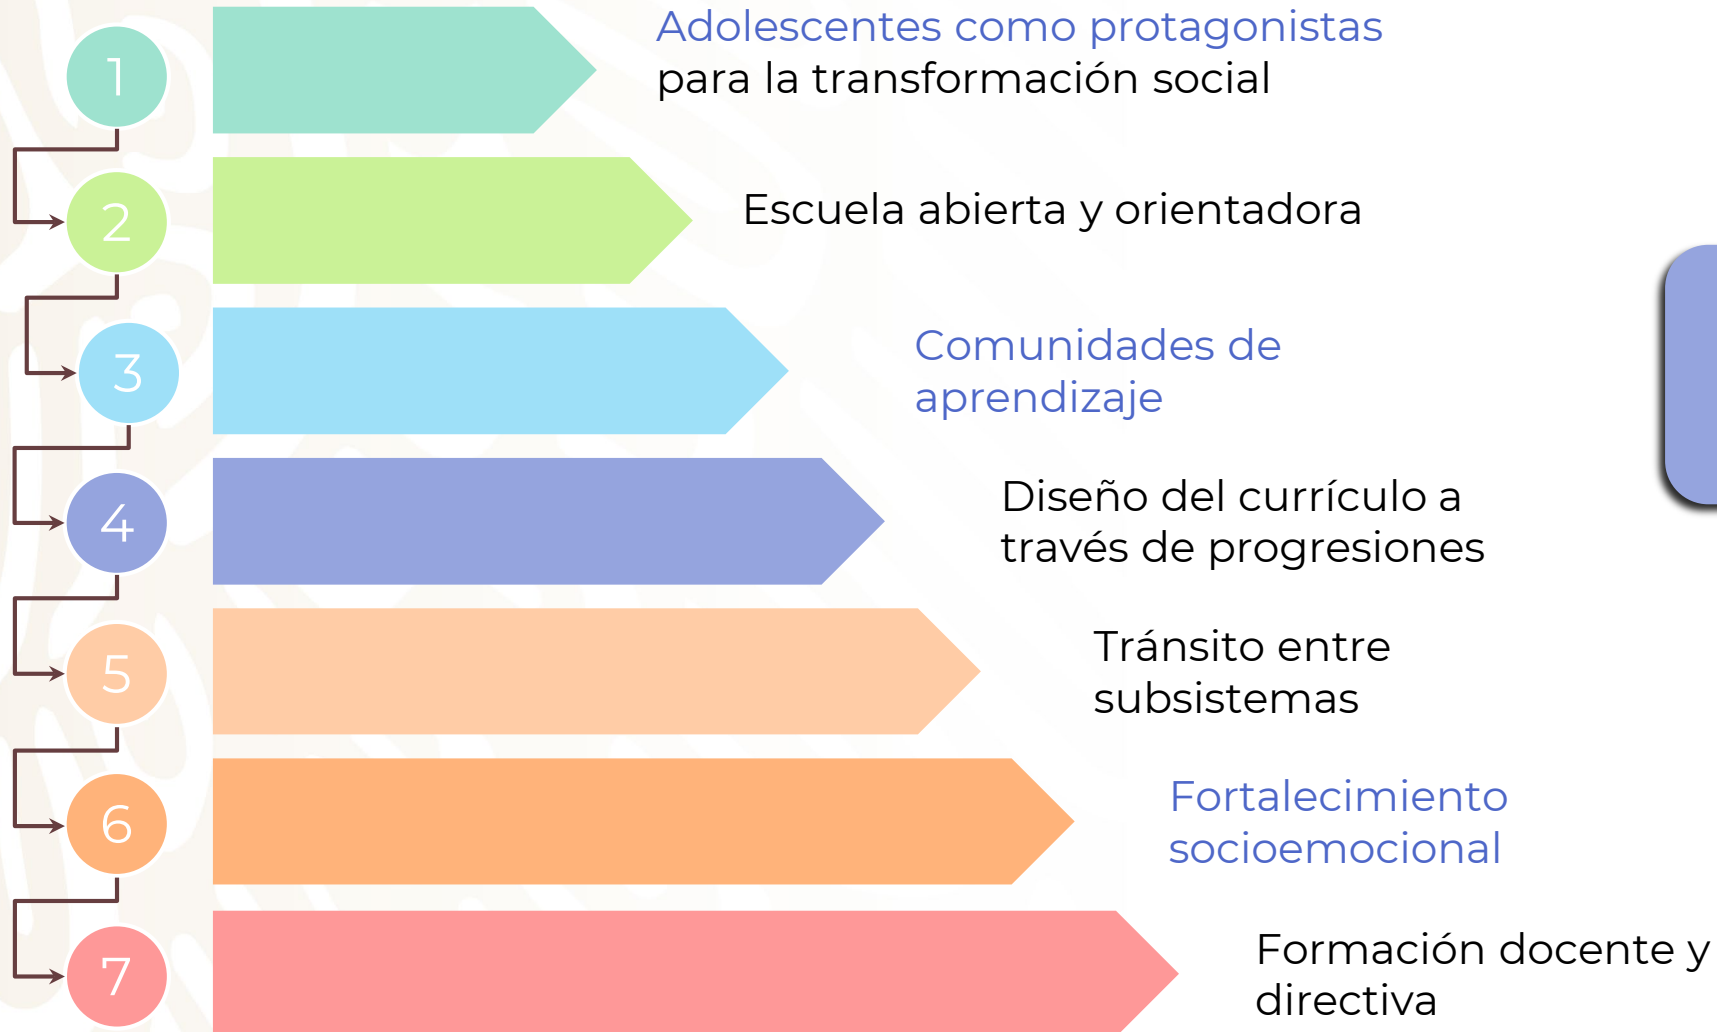 1
Adolescentes como protagonistas
para la transformación social
2
Escuela abierta y orientadora
3
Comunidades de
aprendizaje
4
Diseño del currículo a
través de progresiones
5
Tránsito entre
subsistemas
6
Fortalecimiento
socioemocional
7
Formación docente y
directiva